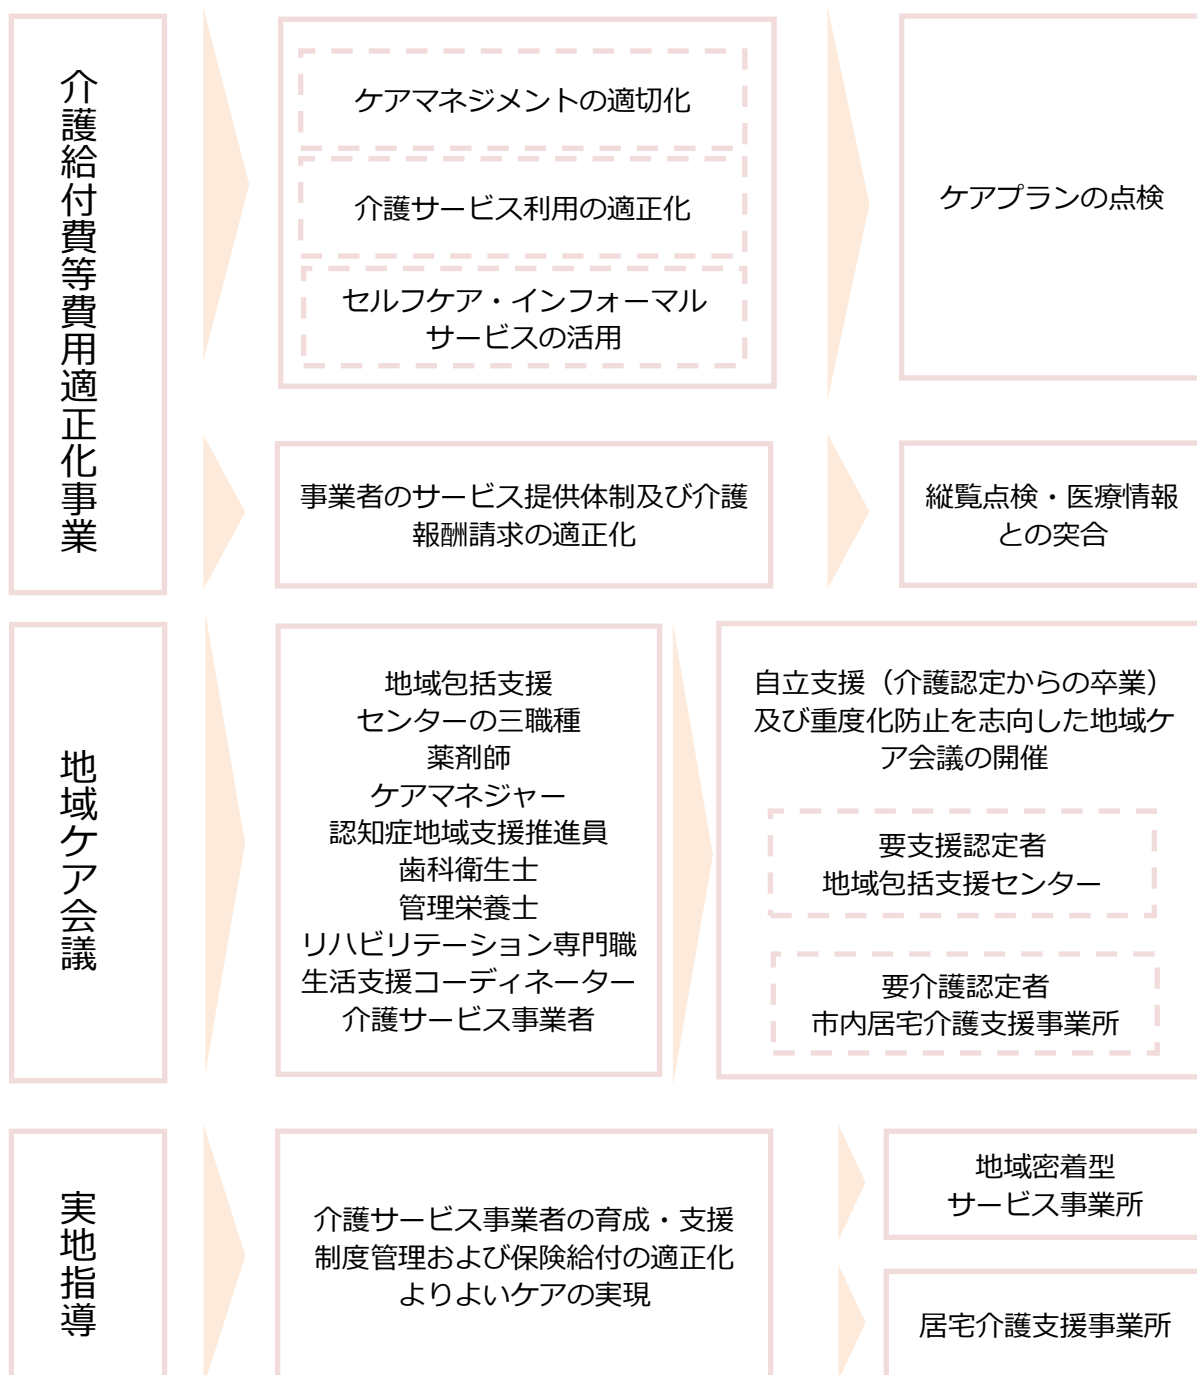 介護給付費等費用適正化事業
ケアマネジメントの適切化
介護サービス利用の適正化
セルフケア・インフォーマル
サービスの活用
ケアプランの点検
事業者のサービス提供体制及び介護
報酬請求の適正化
縦覧点検・医療情報
との突合
地域ケア会議
地域包括支援
センターの三職種
薬剤師
ケアマネジャー
認知症地域支援推進員
歯科衛生士
管理栄養士
リハビリテーション専門職
生活支援コーディネーター
介護サービス事業者
自立支援（介護認定からの卒業）
及び重度化防止を志向した地域ケ
ア会議の開催
要支援認定者
地域包括支援センター
要介護認定者
市内居宅介護支援事業所
実地指導
介護サービス事業者の育成・支援
制度管理および保険給付の適正化
よりよいケアの実現
地域密着型
サービス事業所
居宅介護支援事業所